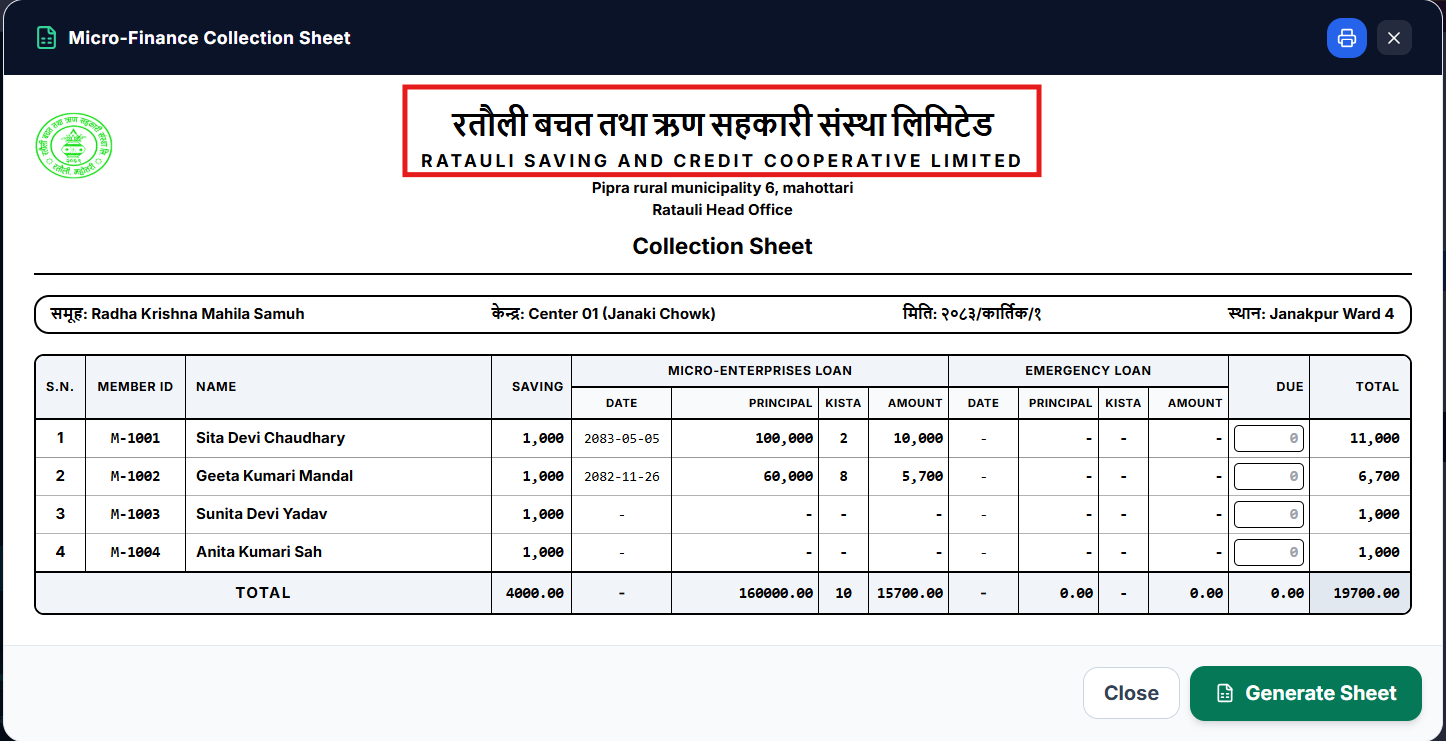 Micro-Finance Collection Sheet
रतौली बचत तथा ऋण सहकारी संस्था लिमिटेड
RATAULI SAVING AND CREDIT COOPERATIVE LIMITED
Pipra rural municipality 6, mahottari
Ratauli Head Office
Collection Sheet
समूह: Radha Krishna Mahila Samuh केन्द्र: Center 01 (Janaki Chowk) मिति: २०८३/कार्तिक/१ स्थान: Janakpur Ward 4
S.N. MEMBER ID NAME SAVING MICRO-ENTERPRISES LOAN EMERGENCY LOAN DUE TOTAL
DATE PRINCIPAL KISTA AMOUNT DATE PRINCIPAL KISTA AMOUNT
1 M-1001 Sita Devi Chaudhary 1,000 2083-05-05 100,000 2 10,000 - - - - 0 11,000
2 M-1002 Geeta Kumari Mandal 1,000 2082-11-26 60,000 8 5,700 - - - - 0 6,700
3 M-1003 Sunita Devi Yadav 1,000 - - - - - - - - 0 1,000
4 M-1004 Anita Kumari Sah 1,000 - - - - - - - - 0 1,000
TOTAL 4000.00 - 160000.00 10 15700.00 - 0.00 - 0.00 0.00 19700.00
Close Generate Sheet